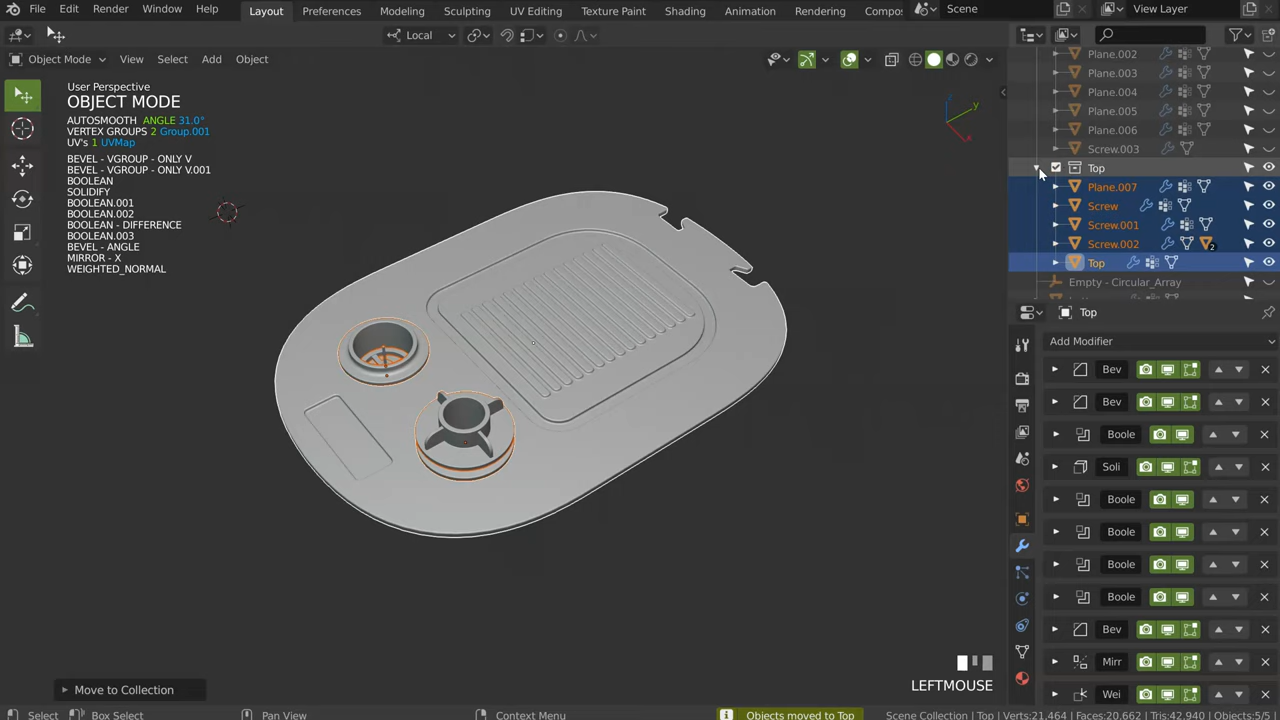 File Edit Render Window Help Layout Preferences Modeling Sculpting UV Editing Texture Paint Shading Animation Rendering Compos Scene View Layer
Local
Object Mode View Select Add Object
User Perspective
OBJECT MODE
AUTOSMOOTH ANGLE 31.0°
VERTEX GROUPS 2 Group.001
UV's 1 UVMap
BEVEL - VGROUP - ONLY V
BEVEL - VGROUP - ONLY V.001
BOOLEAN
SOLIDIFY
BOOLEAN.001
BOOLEAN.002
BOOLEAN - DIFFERENCE
BOOLEAN.003
BEVEL - ANGLE
MIRROR - X
WEIGHTED_NORMAL
z
y
x
Plane.002
Plane.003
Plane.004
Plane.005
Plane.006
Screw.003
Top
Plane.007
Screw
Screw.001
Screw.002 2
Top
Empty - Circular_Array
Top
Add Modifier
Bev
Bev
Boole
Soli
Boole
Boole
Boole
Boole
Bev
Mirr
Wei
LEFTMOUSE
Move to Collection
Select Box Select Pan View Context Menu Objects moved to Top Scene Collection | Top | Verts:21,464 | Faces:20,662 | Tris:42,940 | Objects:5/5 |